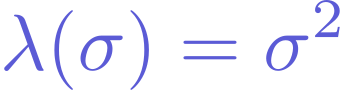 λ(σ) = σ²